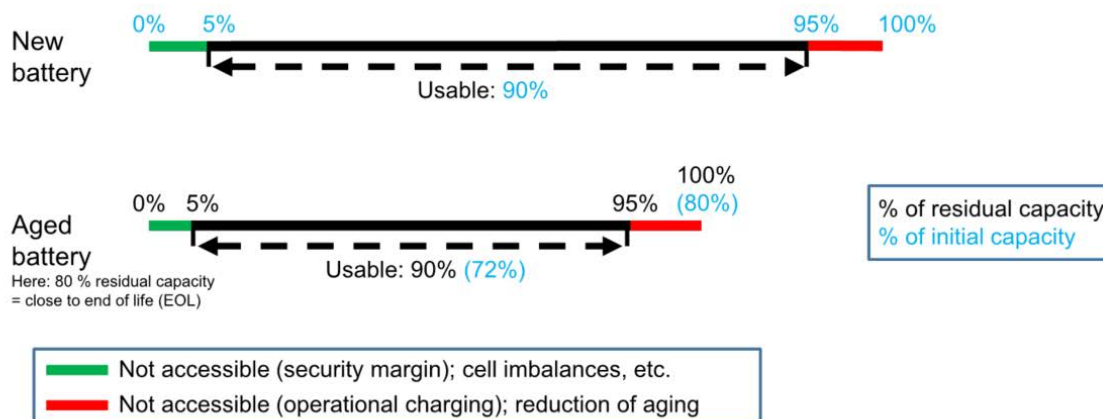 0% 5% 95% 100%
New
battery
Usable: 90%
100%
0% 5% 95% (80%)
Aged
battery
Usable: 90% (72%)
Here: 80 % residual capacity
= close to end of life (EOL)
% of residual capacity
% of initial capacity
Not accessible (security margin); cell imbalances, etc.
Not accessible (operational charging); reduction of aging